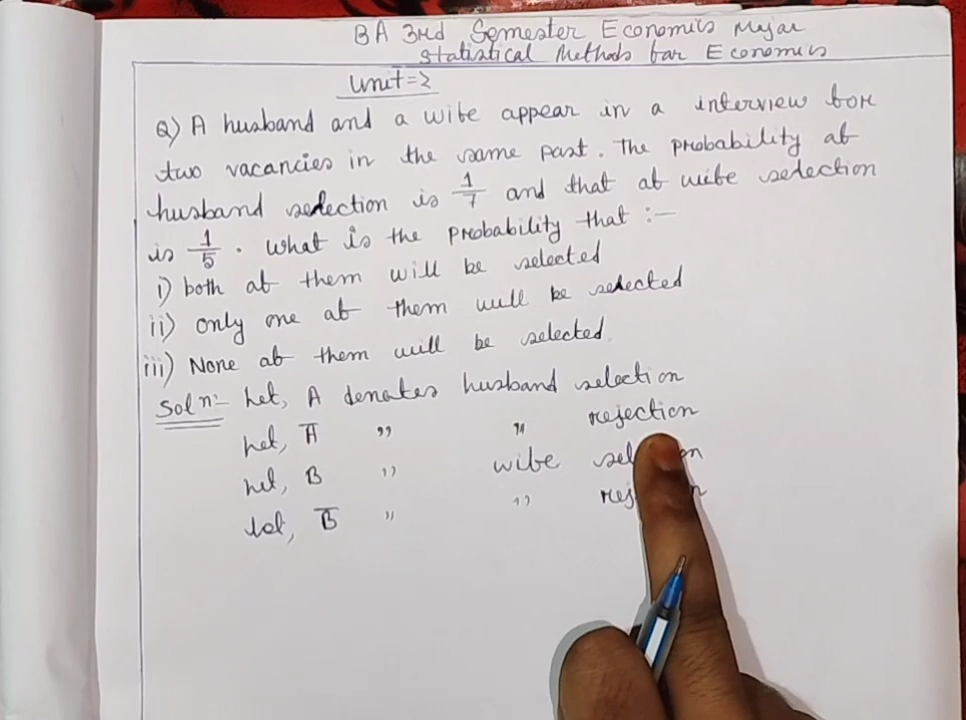 BA 3rd Semester Economics Major
Statistical Methods for Economics
Unit=2
Q) A husband and a wife appear in a interview for
two vacancies in the same post. The probability of
husband selection is 1/7 and that of wife selection
is 1/5. What is the probability that :-
i) both of them will be selected
ii) only one of them will be selected
iii) None of them will be selected.
Soln:- Let, A denotes husband selection
Let, A̅ " " rejection
Let, B " wife
Let, B̅ " "